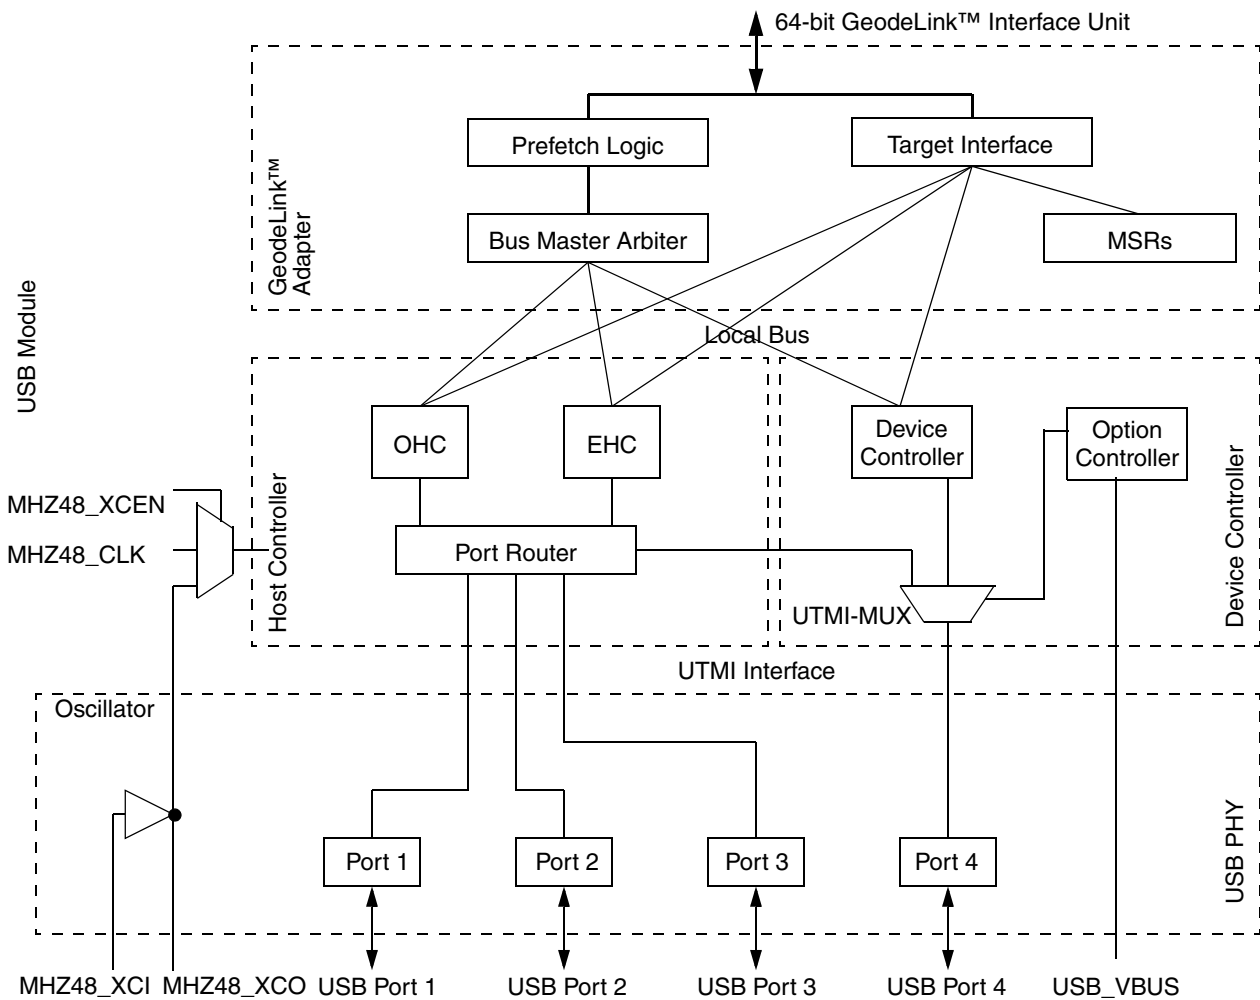 64-bit GeodeLink™ Interface Unit
Prefetch Logic
Target Interface
GeodeLink™
Adapter
Bus Master Arbiter
MSRs
USB Module
Local Bus
OHC
EHC
Device
Controller
Option
Controller
MHZ48_XCEN
MHZ48_CLK
Host Controller
Port Router
Device Controller
UTMI-MUX
UTMI Interface
Oscillator
USB PHY
Port 1
Port 2
Port 3
Port 4
MHZ48_XCI
MHZ48_XCO
USB Port 1
USB Port 2
USB Port 3
USB Port 4
USB_VBUS